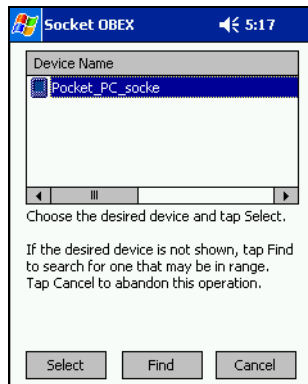 Socket OBEX 5:17
Device Name
Pocket_PC_socke
Choose the desired device and tap Select.
If the desired device is not shown, tap Find
to search for one that may be in range.
Tap Cancel to abandon this operation.
Select Find Cancel